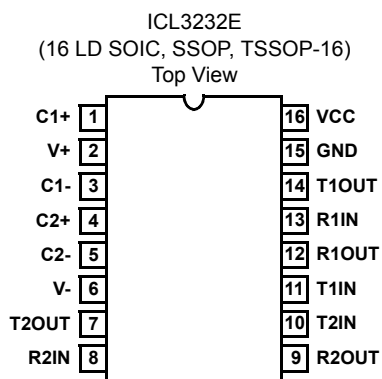 ICL3232E
(16 LD SOIC, SSOP, TSSOP-16)
Top View
C1+ 1 16 VCC
V+ 2 15 GND
C1- 3 14 T1OUT
C2+ 4 13 R1IN
C2- 5 12 R1OUT
V- 6 11 T1IN
T2OUT 7 10 T2IN
R2IN 8 9 R2OUT